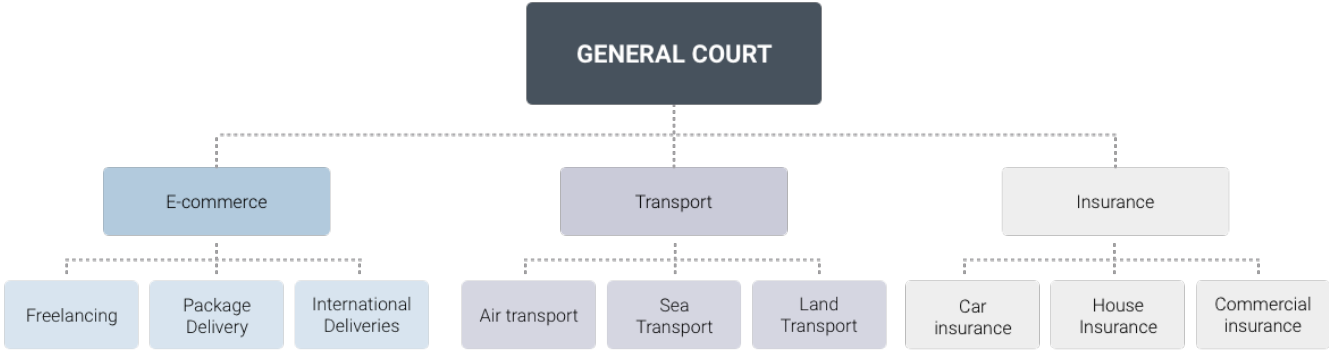 GENERAL COURT
E-commerce
Transport
Insurance
Freelancing
Package
Delivery
International
Deliveries
Air transport
Sea
Transport
Land
Transport
Car
insurance
House
Insurance
Commercial
insurance